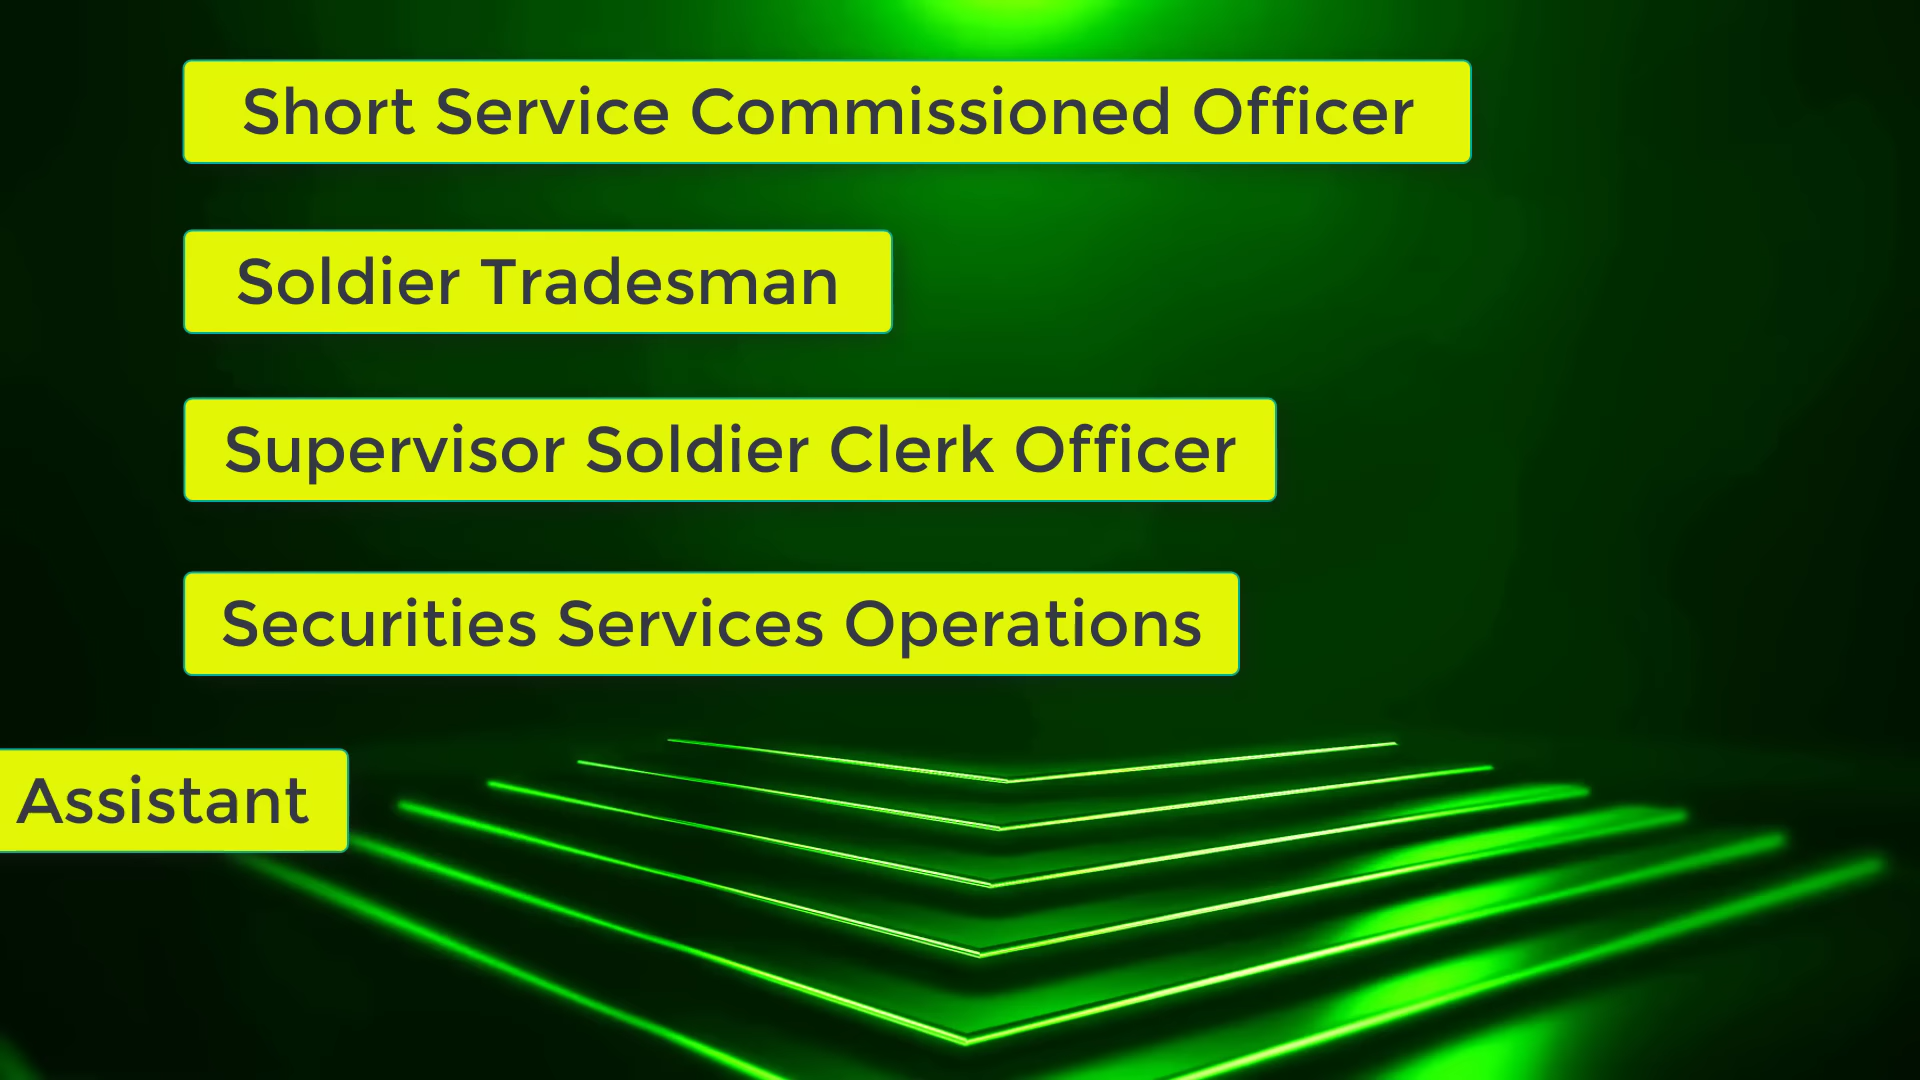 Short Service Commissioned Officer
Soldier Tradesman
Supervisor Soldier Clerk Officer
Securities Services Operations
Assistant